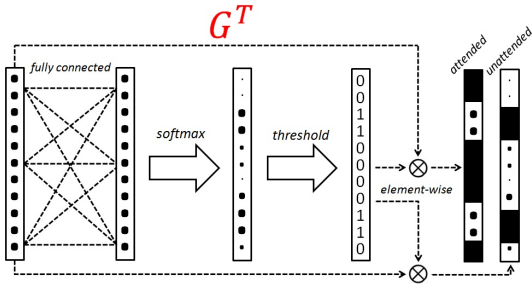 G^T
fully connected
softmax
threshold
0
0
1
1
0
0
0
0
1
1
0
element-wise
attended
unattended